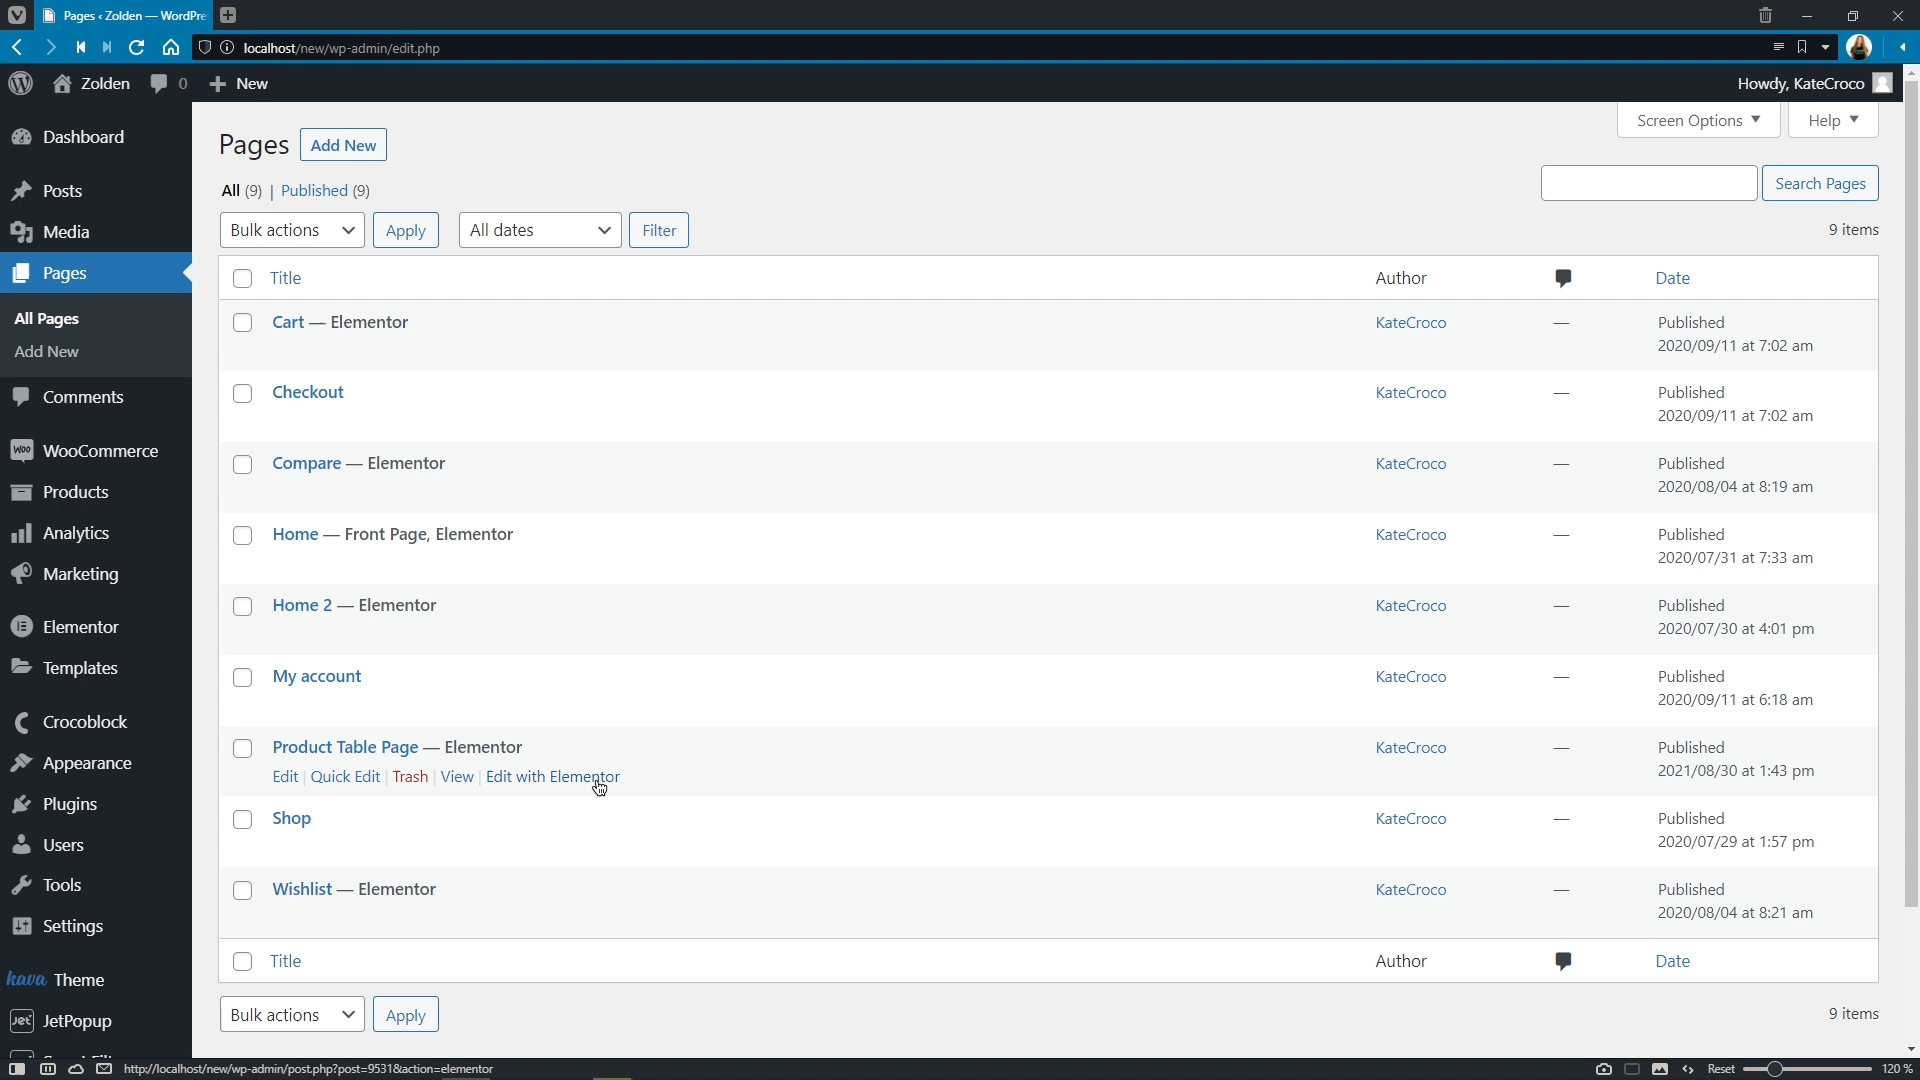 Pages ‹ Zolden — WordPre
localhost/new/wp-admin/edit.php
Zolden 0 New Howdy, KateCroco
Screen Options Help
Dashboard
Posts
Media
Pages
All Pages
Add New
Comments
WooCommerce
Products
Analytics
Marketing
Elementor
Templates
Crocoblock
Appearance
Plugins
Users
Tools
Settings
kava Theme
Jet JetPopup
Pages Add New
All (9) | Published (9)
Search Pages
Bulk actions Apply All dates Filter 9 items
Title Author Date
Cart — Elementor KateCroco — Published
2020/09/11 at 7:02 am
Checkout KateCroco — Published
2020/09/11 at 7:02 am
Compare — Elementor KateCroco — Published
2020/08/04 at 8:19 am
Home — Front Page, Elementor KateCroco — Published
2020/07/31 at 7:33 am
Home 2 — Elementor KateCroco — Published
2020/07/30 at 4:01 pm
My account KateCroco — Published
2020/09/11 at 6:18 am
Product Table Page — Elementor KateCroco — Published
Edit | Quick Edit | Trash | View | Edit with Elementor 2021/08/30 at 1:43 pm
Shop KateCroco — Published
2020/07/29 at 1:57 pm
Wishlist — Elementor KateCroco — Published
2020/08/04 at 8:21 am
Title Author Date
Bulk actions Apply 9 items
http://localhost/new/wp-admin/post.php?post=9531&action=elementor Reset 120 %